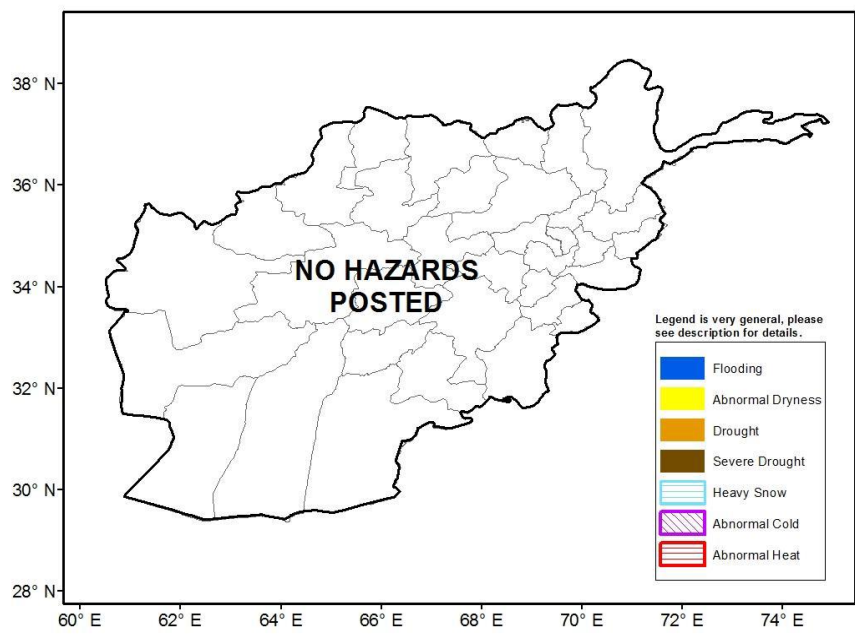 38° N
36° N
34° N
32° N
30° N
28° N
NO HAZARDS
POSTED
Legend is very general, please
see description for details.
Flooding
Abnormal Dryness
Drought
Severe Drought
Heavy Snow
Abnormal Cold
Abnormal Heat
60° E 62° E 64° E 66° E 68° E 70° E 72° E 74° E